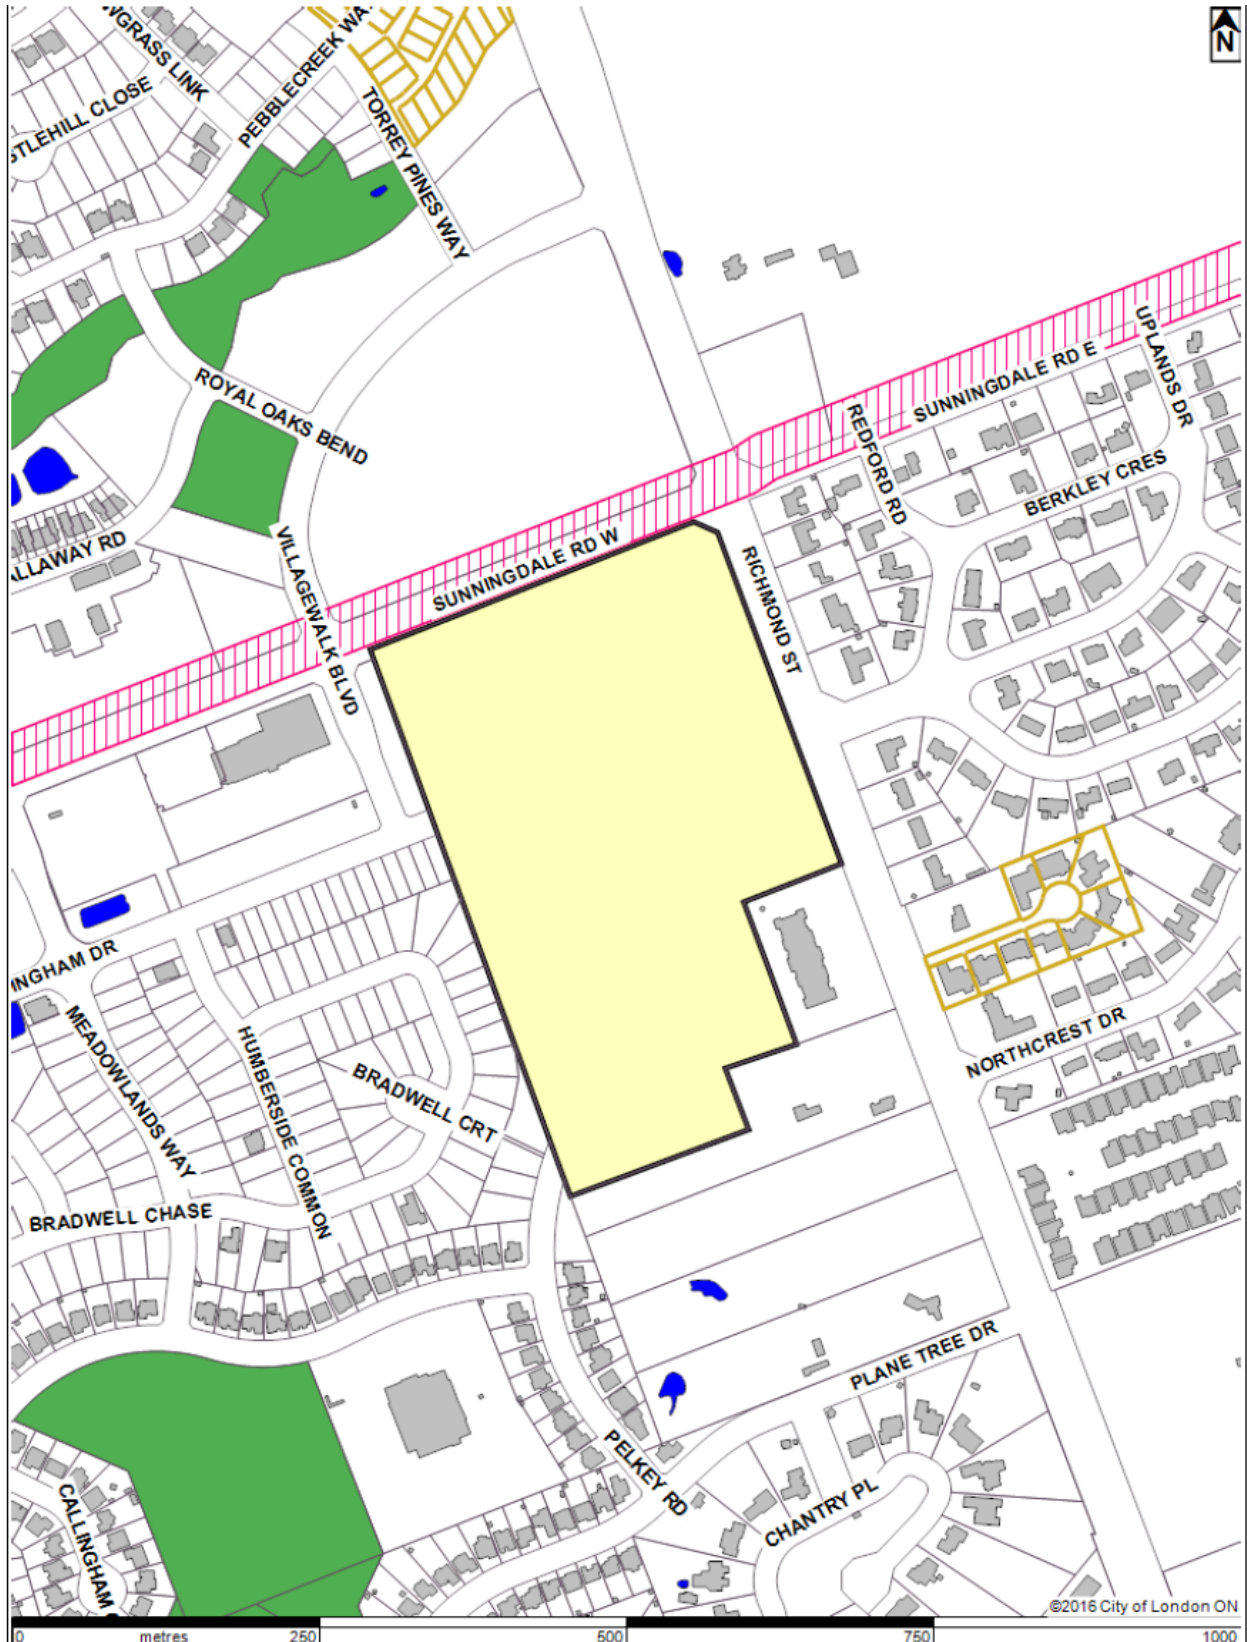 N
PEBBLECREEK WAY
TORREY PINES WAY
UPLANDS DR
SUNNINGDALE RD E
REDFORD RD
ROYAL OAKS BEND
BERKLEY CRES
SUNNINGDALE RD W
VILLAGEWALK BLVD
RICHMOND ST
MEADOWLANDS WAY
HUMBERSIDE COMMON
NORTHCREST DR
BRADWELL CRT
BRADWELL CHASE
PLANE TREE DR
PELKEY RD
CHANTRY PL
CALLINGHAM
©2016 City of London ON
0 metres 250 500 750 1000